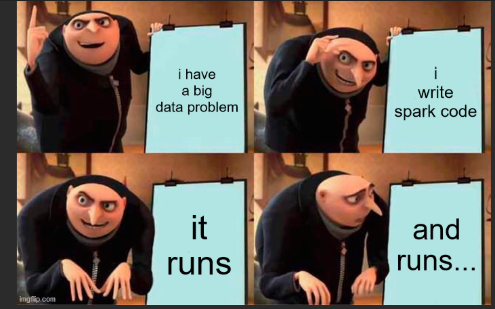 i have
a big
data problem
i
write
spark code
it
runs
and
runs...
imgflip.com